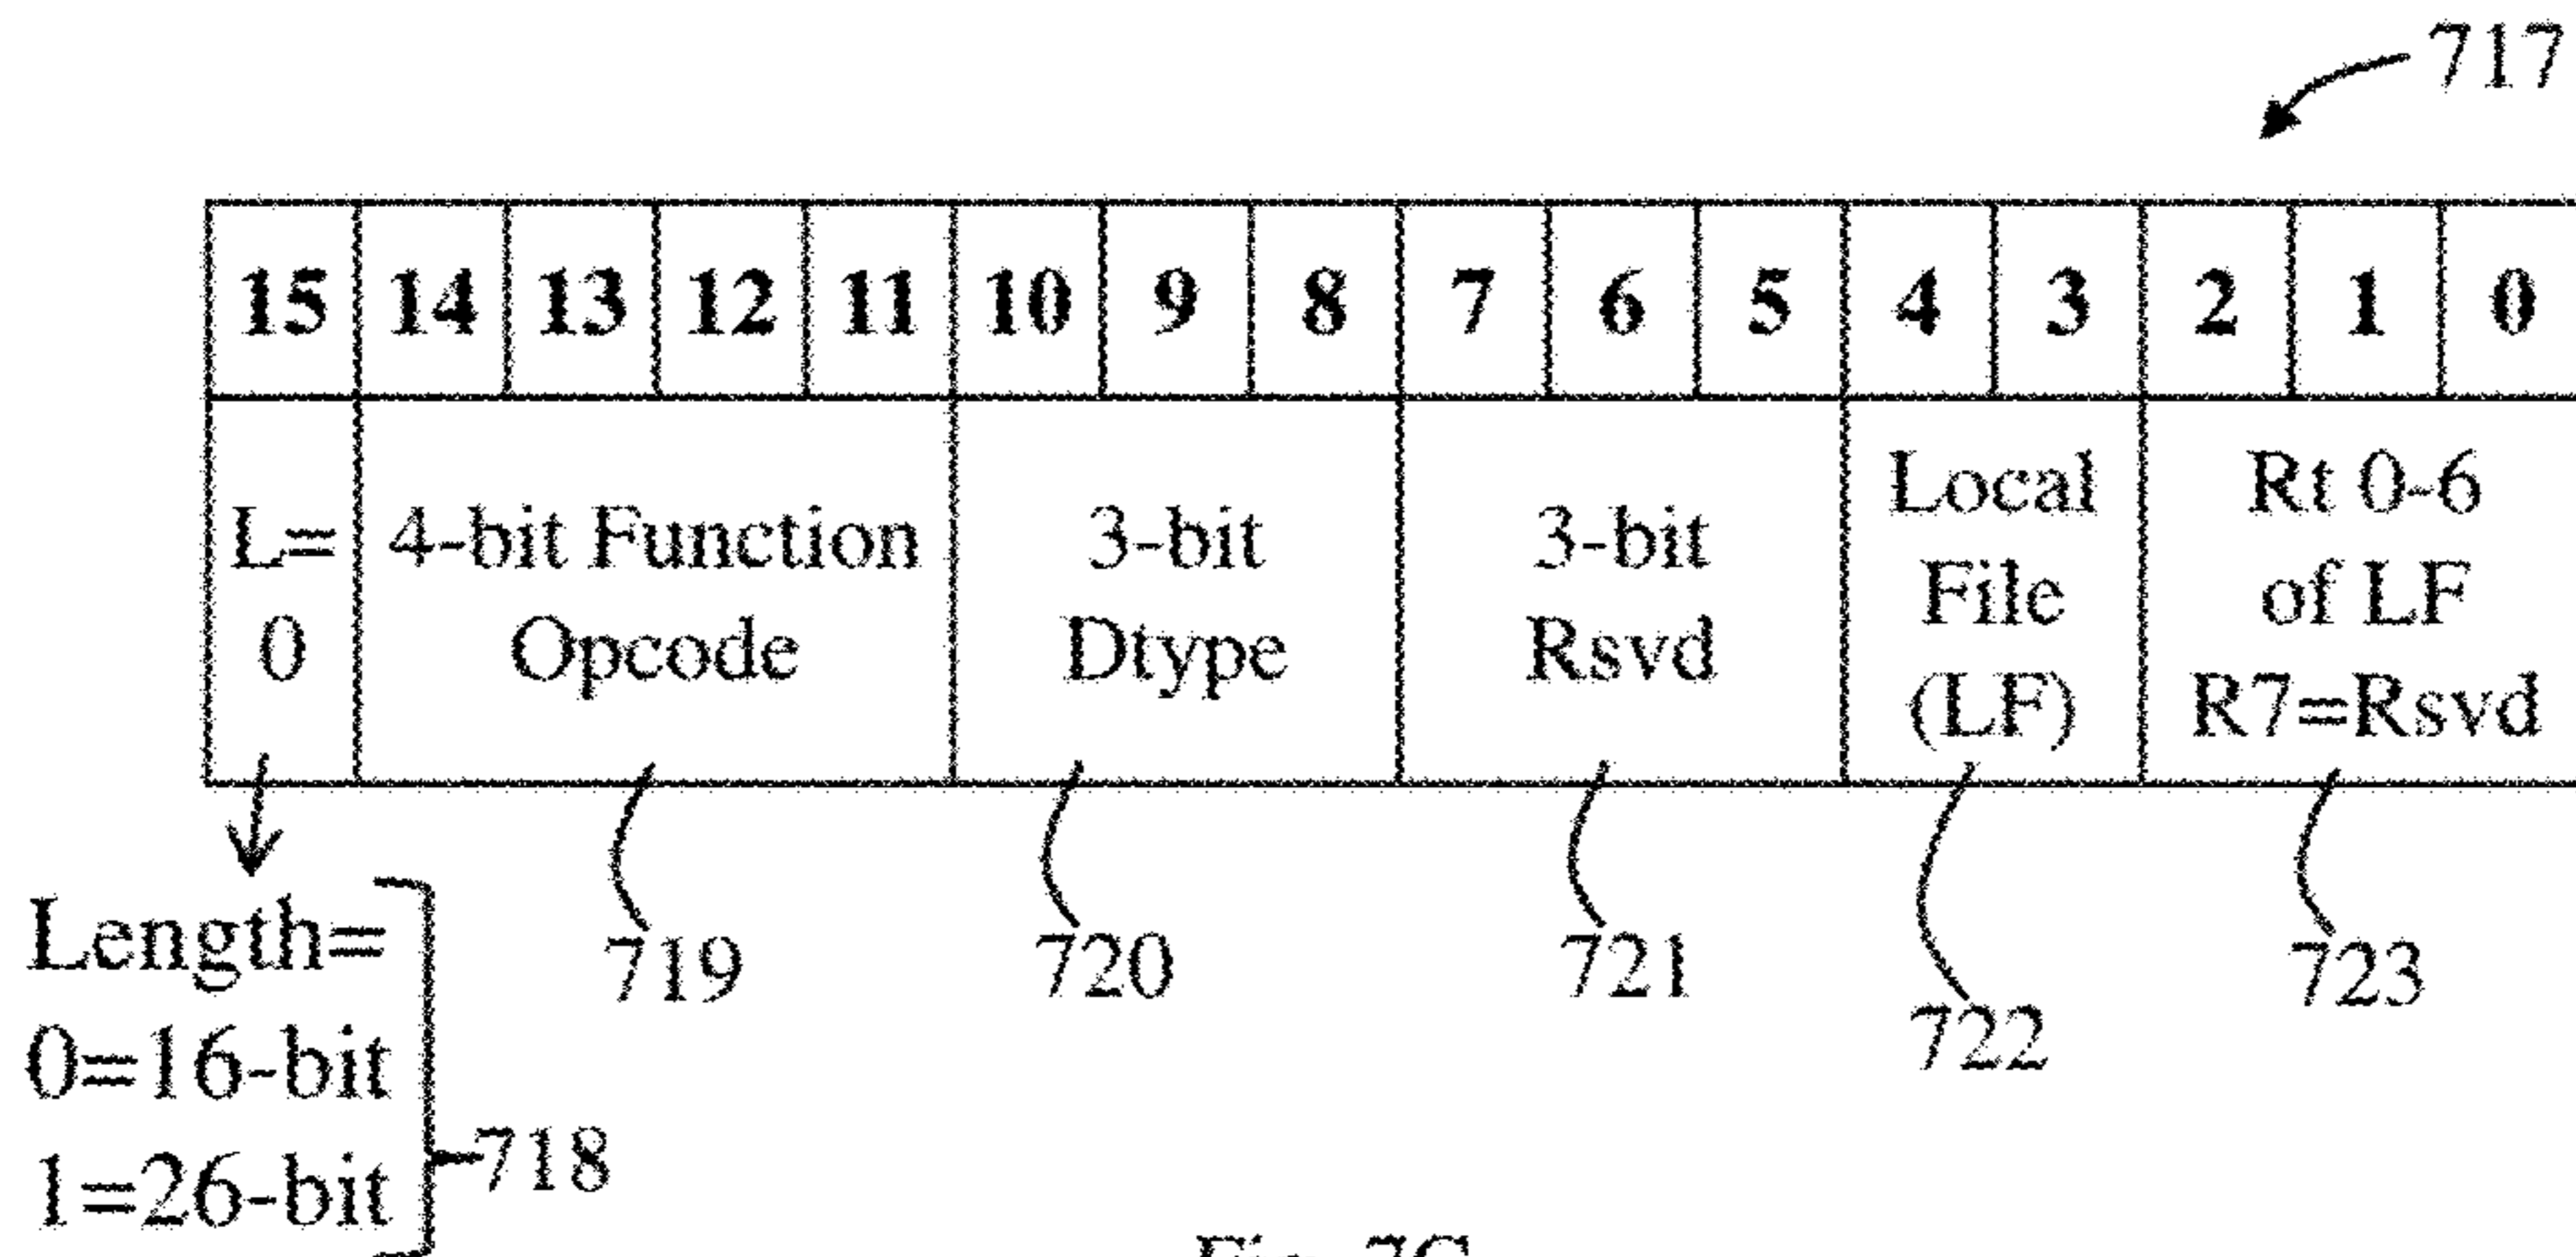 717
15 14 13 12 11 10 9 8 7 6 5 4 3 2 1 0
L=
0
4-bit Function
Opcode
3-bit
Dtype
3-bit
Rsvd
Local
File
(LF)
Rt 0-6
of LF
R7=Rsvd
719
720
721
722
723
Length=
0=16-bit
1=26-bit
718